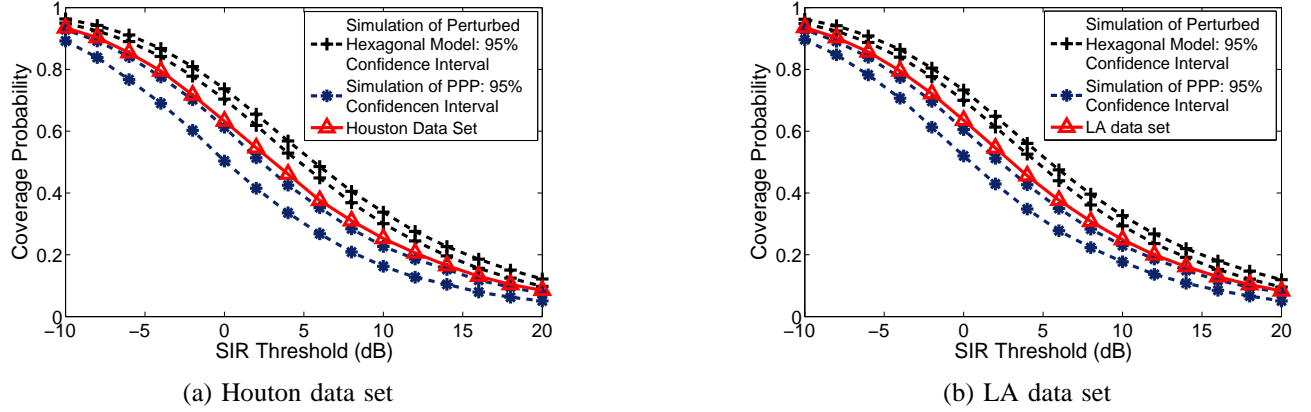 1
0.8
0.6
0.4
0.2
0
−10
−5
0
5
10
15
20
Coverage Probability
SIR Threshold (dB)
Simulation of Perturbed
Hexagonal Model: 95%
Confidence Interval
Simulation of PPP: 95%
Confidencen Interval
Houston Data Set
(a) Houton data set
1
0.8
0.6
0.4
0.2
0
−10
−5
0
5
10
15
20
Coverage Probability
SIR Threshold (dB)
Simulation of Perturbed
Hexagonal Model: 95%
Confidence Interval
Simulation of PPP: 95%
Confidence Interval
LA data set
(b) LA data set